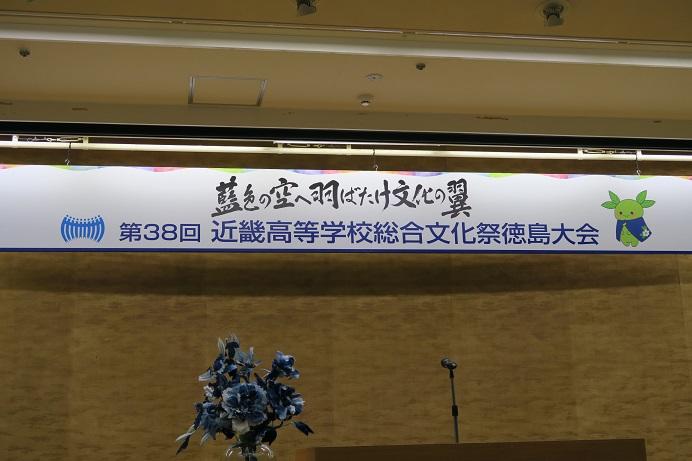 藍色の空へ羽ばたけ文化の翼
第38回 近畿高等学校総合文化祭徳島大会